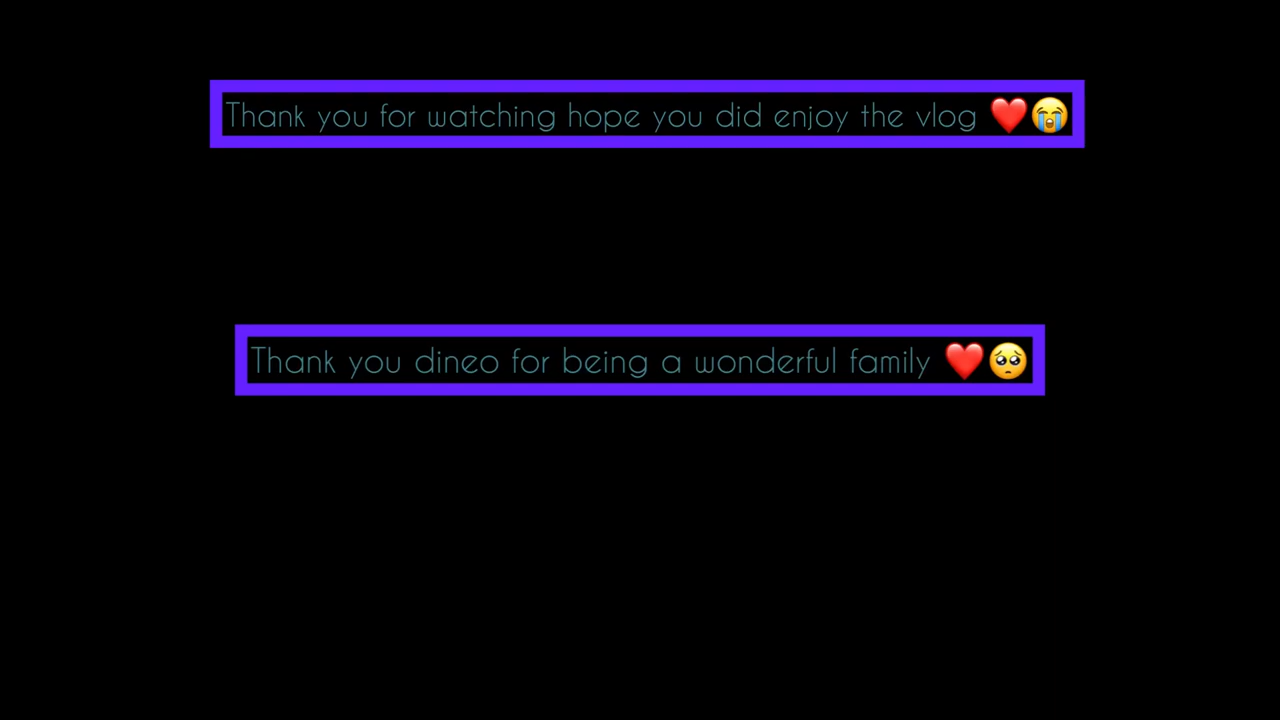 Thank you for watching hope you did enjoy the vlog ❤️😭
Thank you dineo for being a wonderful family ❤️🥺